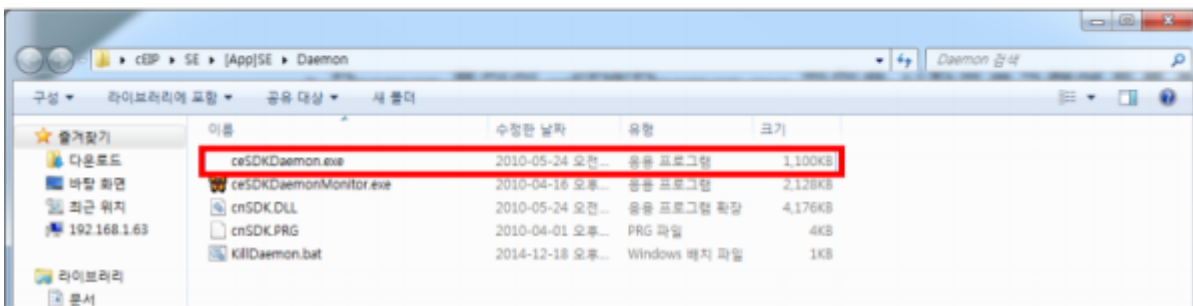 cEIP ▸ SE ▸ [App]SE ▸ Daemon
Daemon 검색
구성 라이브러리에 포함 공유 대상 새 폴더
이름 수정한 날짜 유형 크기
즐겨찾기
다운로드
바탕 화면
최근 위치
192.168.1.63
라이브러리
문서
ceSDKDaemon.exe 2010-05-24 오전... 응용 프로그램 1,100KB
ceSDKDaemonMonitor.exe 2010-04-16 오후... 응용 프로그램 2,128KB
cnSDK.DLL 2010-05-24 오전... 응용 프로그램 확장 4,176KB
cnSDK.PRG 2010-04-01 오후... PRG 파일 4KB
KillDaemon.bat 2014-12-18 오후... Windows 배치 파일 1KB